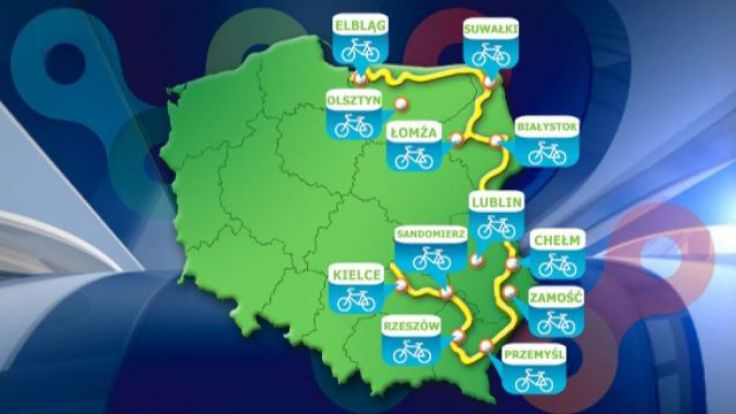 ELBLĄG
SUWAŁKI
OLSZTYN
ŁOMŻA
BIAŁYSTOK
LUBLIN
SANDOMIERZ
CHEŁM
KIELCE
ZAMOŚĆ
RZESZÓW
PRZEMYŚL